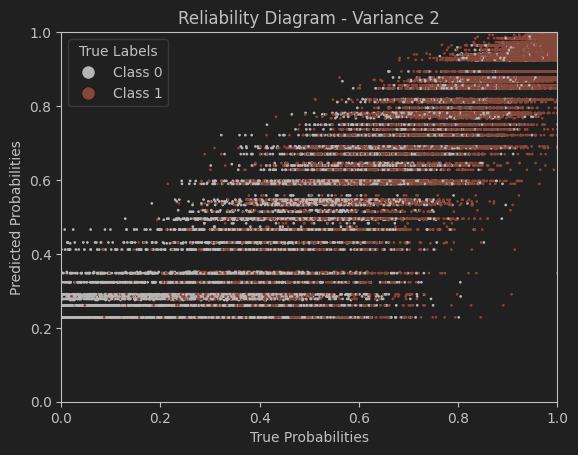 Reliability Diagram - Variance 2
True Labels
Class 0
Class 1
Predicted Probabilities
1.0
0.8
0.6
0.4
0.2
0.0
0.0 0.2 0.4 0.6 0.8 1.0
True Probabilities